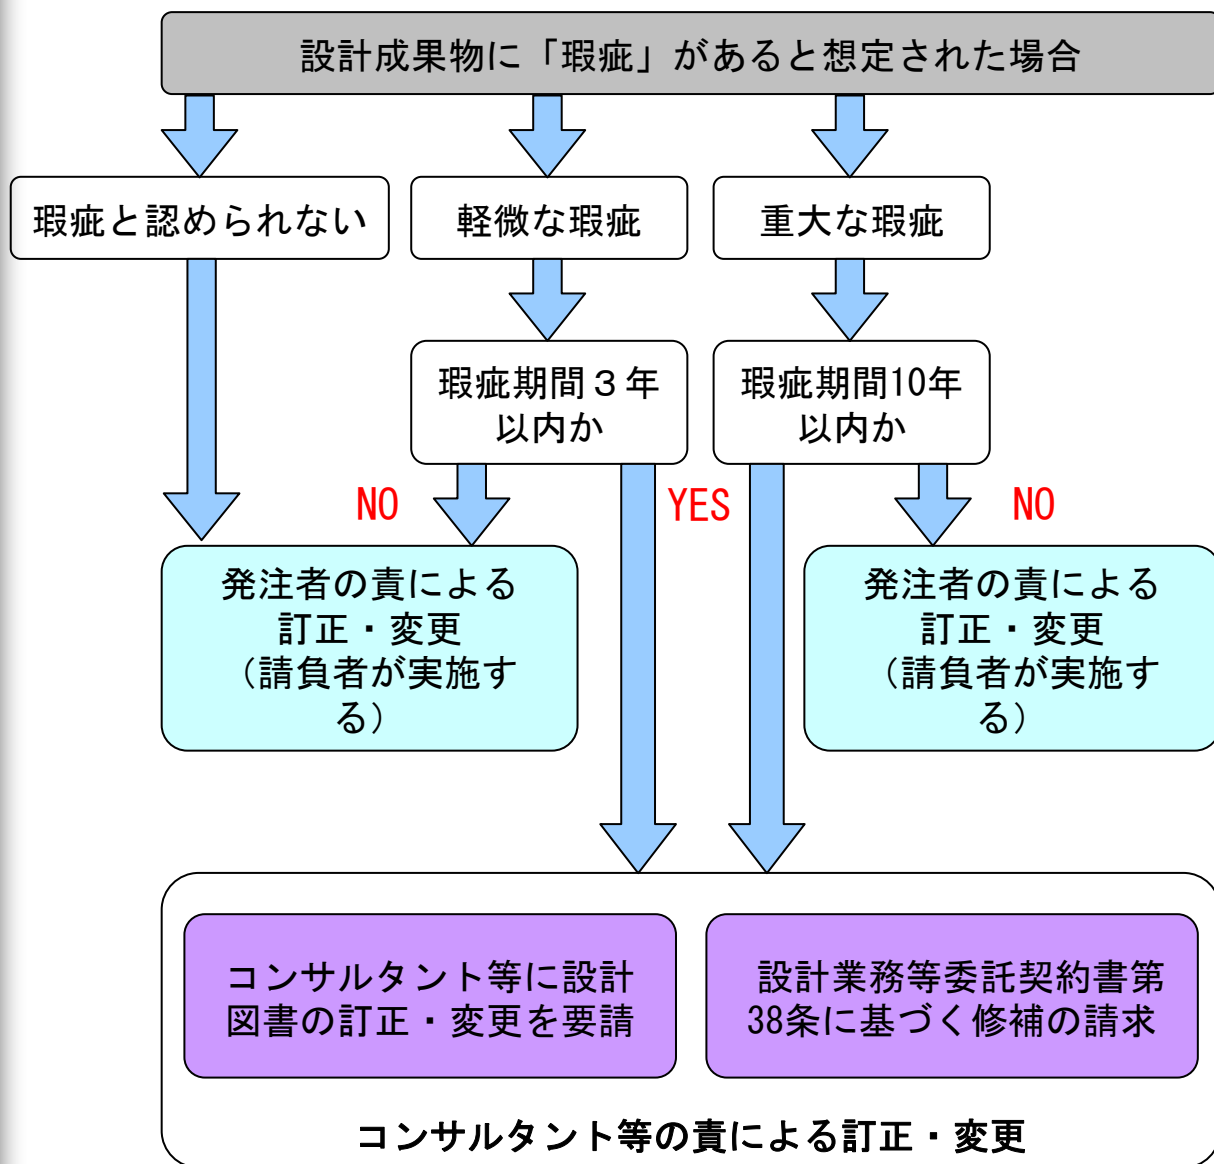 設計成果物に「瑕疵」があると想定された場合
瑕疵と認められない
軽微な瑕疵
重大な瑕疵
瑕疵期間３年
以内か
瑕疵期間10年
以内か
NO
YES
NO
発注者の責による
訂正・変更
（請負者が実施す
る）
発注者の責による
訂正・変更
（請負者が実施す
る）
コンサルタント等に設計
図書の訂正・変更を要請
設計業務等委託契約書第
38条に基づく修補の請求
コンサルタント等の責による訂正・変更